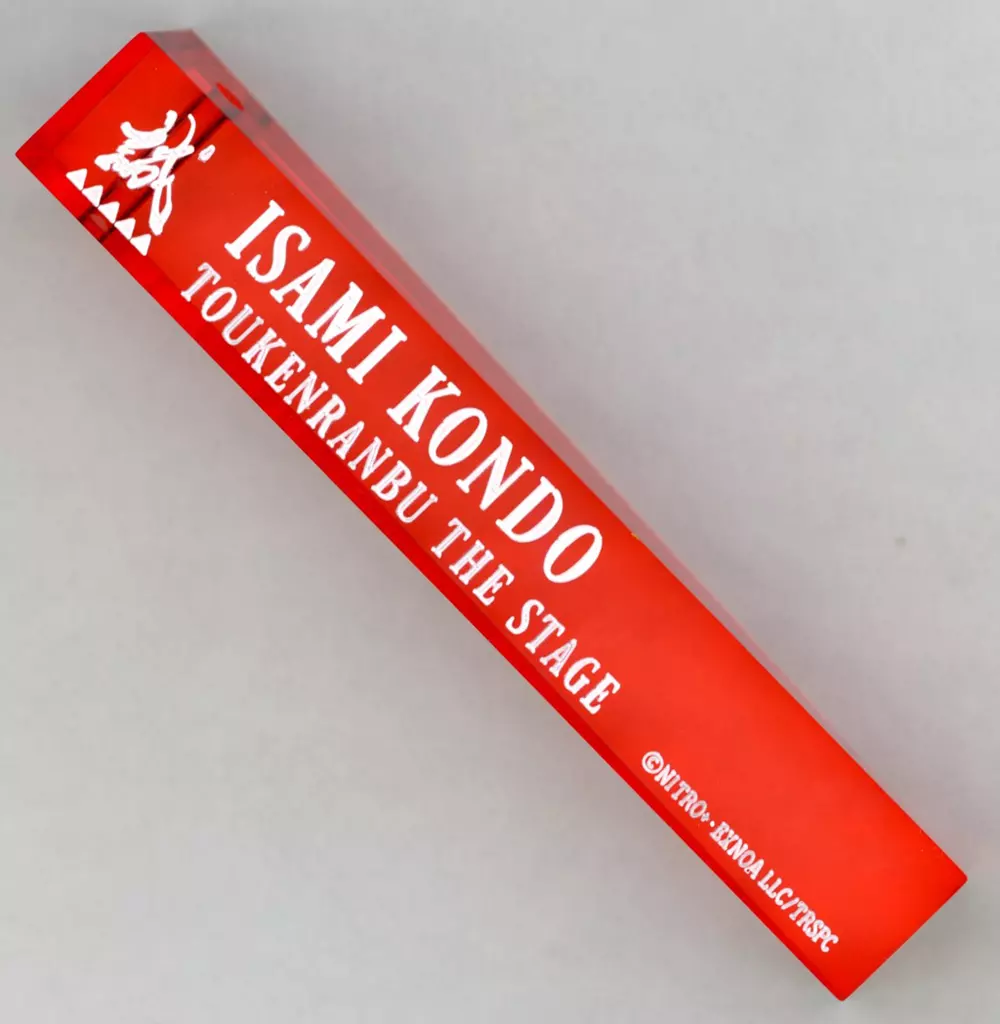 誠
ISAMI KONDO
TOUKENRANBU THE STAGE
©NITRO+・EXNOA LLC/TRSPC